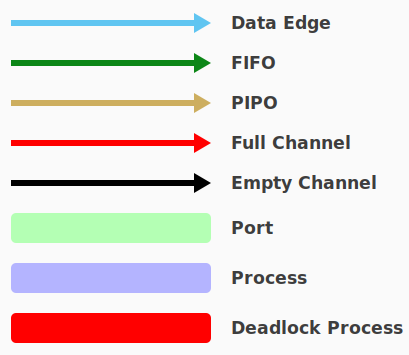 Data Edge
FIFO
PIPO
Full Channel
Empty Channel
Port
Process
Deadlock Process